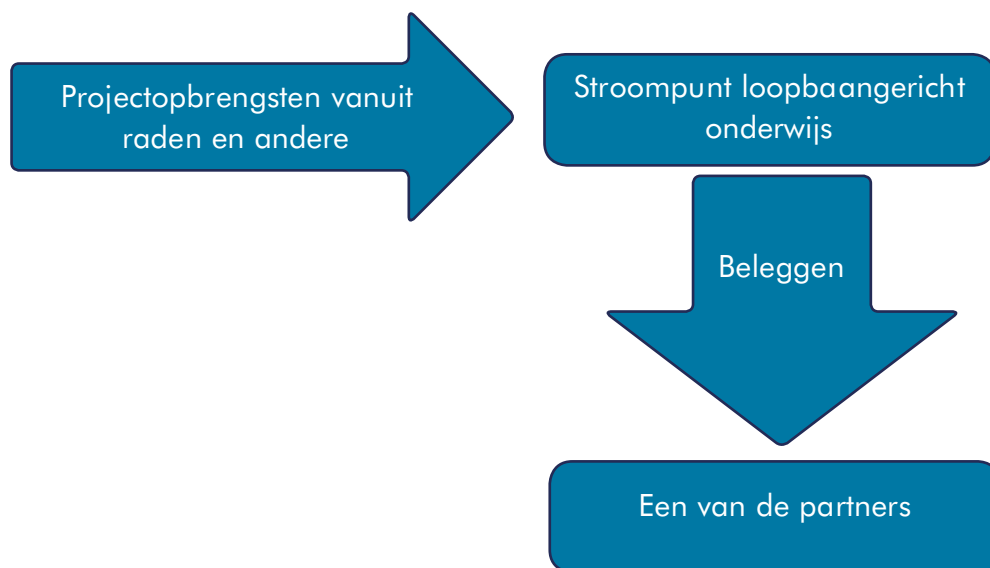 Projectopbrengsten vanuit
raden en andere
Stroompunt loopbaangericht
onderwijs
Beleggen
Een van de partners